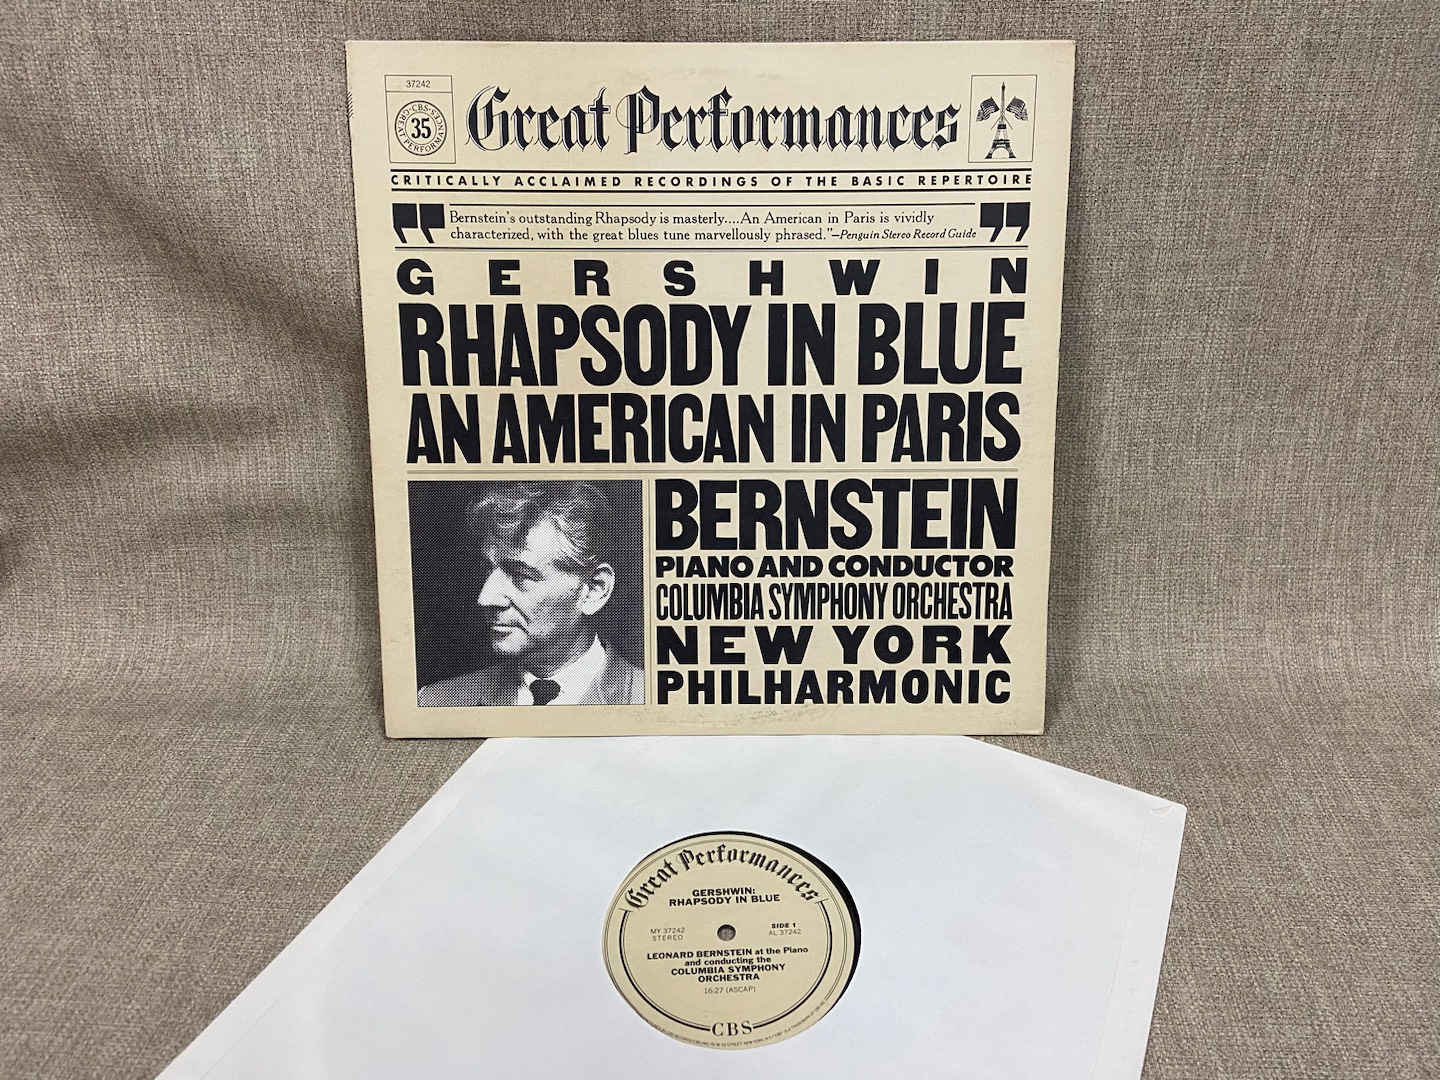 37242
CBS GREAT PERFORMANCES
35
Great Performances
CRITICALLY ACCLAIMED RECORDINGS OF THE BASIC REPERTOIRE
"Bernstein's outstanding Rhapsody is masterly....An American in Paris is vividly
characterized, with the great blues tune marvellously phrased."–Penguin Stereo Record Guide
GERSHWIN
RHAPSODY IN BLUE
AN AMERICAN IN PARIS
BERNSTEIN
PIANO AND CONDUCTOR
COLUMBIA SYMPHONY ORCHESTRA
NEW YORK
PHILHARMONIC
Great Performances
GERSHWIN:
RHAPSODY IN BLUE
MY 37242
STEREO
SIDE 1
AL 37242
LEONARD BERNSTEIN at the Piano
and conducting the
COLUMBIA SYMPHONY
ORCHESTRA
16:27 (ASCAP)
CBS